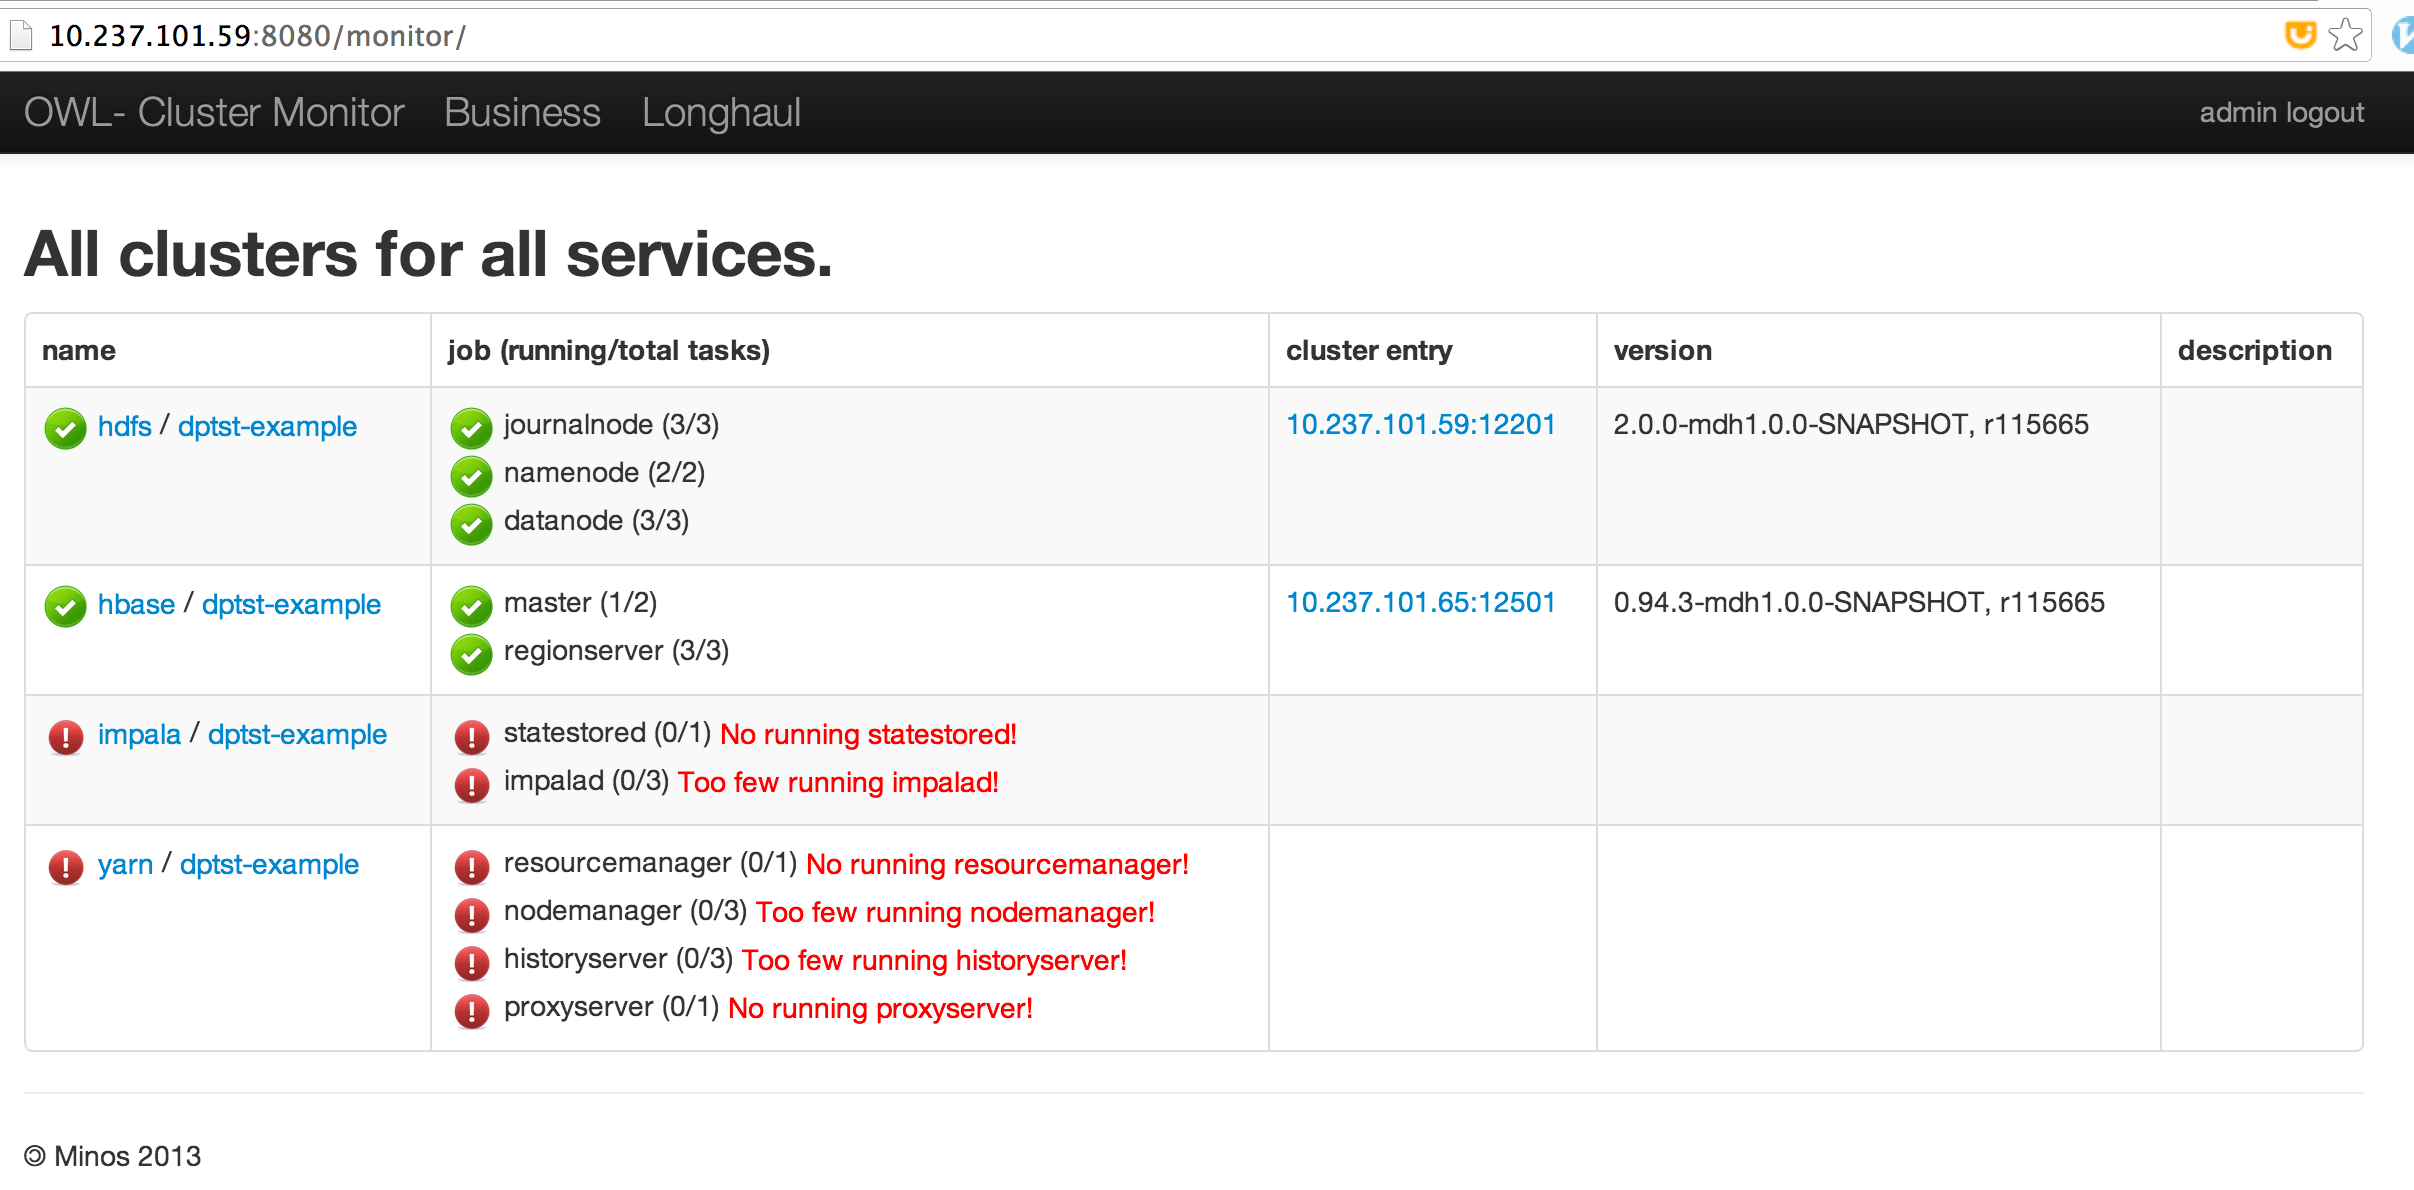 10.237.101.59:8080/monitor/
OWL- Cluster Monitor Business Longhaul admin logout
All clusters for all services.
name job (running/total tasks) cluster entry version description
hdfs / dptst-example journalnode (3/3) 10.237.101.59:12201 2.0.0-mdh1.0.0-SNAPSHOT, r115665
namenode (2/2)
datanode (3/3)
hbase / dptst-example master (1/2) 10.237.101.65:12501 0.94.3-mdh1.0.0-SNAPSHOT, r115665
regionserver (3/3)
impala / dptst-example statestored (0/1) No running statestored!
impalad (0/3) Too few running impalad!
yarn / dptst-example resourcemanager (0/1) No running resourcemanager!
nodemanager (0/3) Too few running nodemanager!
historyserver (0/3) Too few running historyserver!
proxyserver (0/1) No running proxyserver!
© Minos 2013